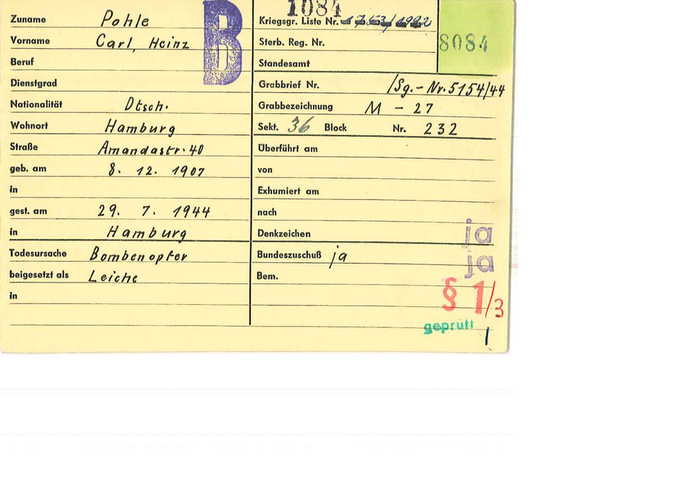 Zuname Pohle
Vorname Carl, Heinz
Beruf
Dienstgrad
Nationalität Dtsch.
Wohnort Hamburg
Straße Amandastr. 40
geb. am 8. 12. 1907
in
gest. am 29. 7. 1944
in Hamburg
Todesursache Bombenopfer
beigesetzt als Leiche
in
B
1084
Kriegsgr. Liste Nr.
8084
Sterb. Reg. Nr.
Standesamt
Grabbrief Nr. /Sg.-Nr. 5154/44
Grabbezeichnung M - 27
Sekt. 36 Block Nr. 232
Überführt am
von
Exhumiert am
nach
Denkzeichen ja
Bundeszuschuß ja ja
Bem.
§ 1/3
geprüft
1